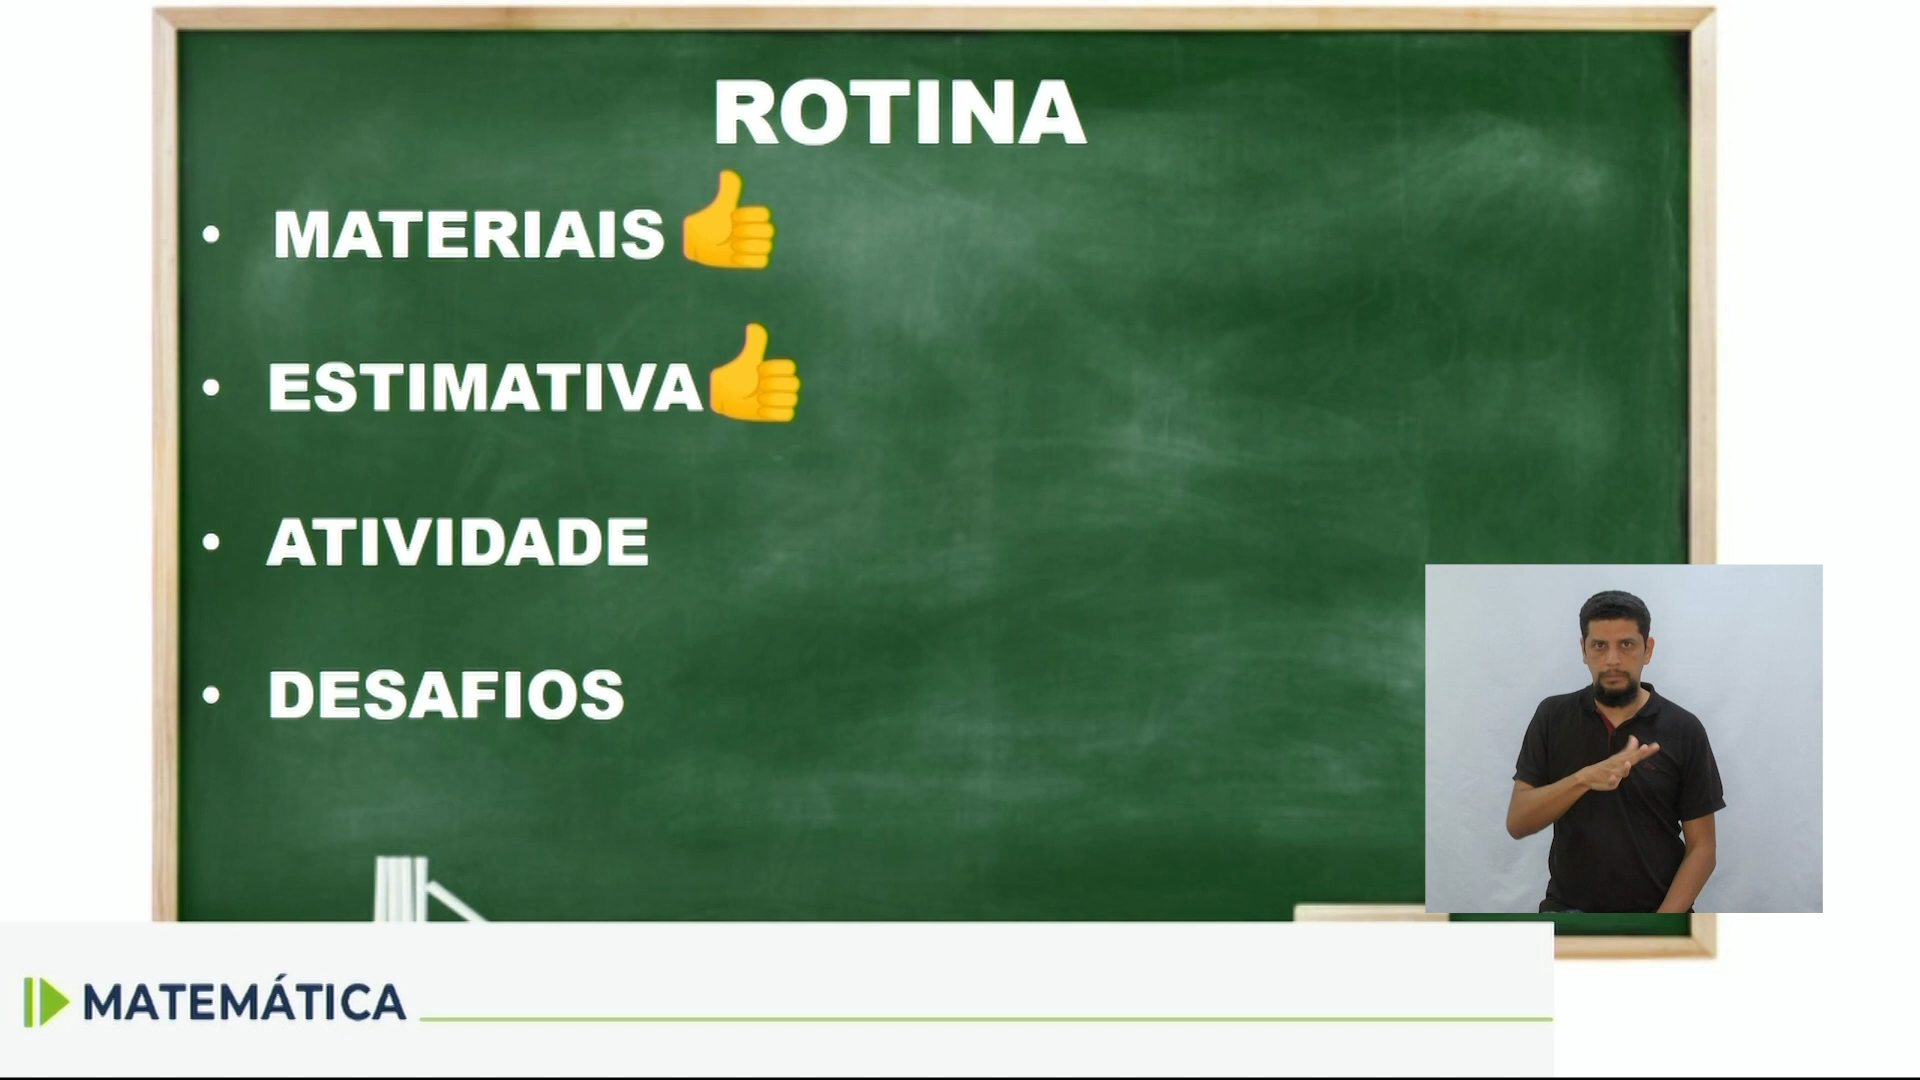 ROTINA
• MATERIAIS
• ESTIMATIVA
• ATIVIDADE
• DESAFIOS
MATEMÁTICA